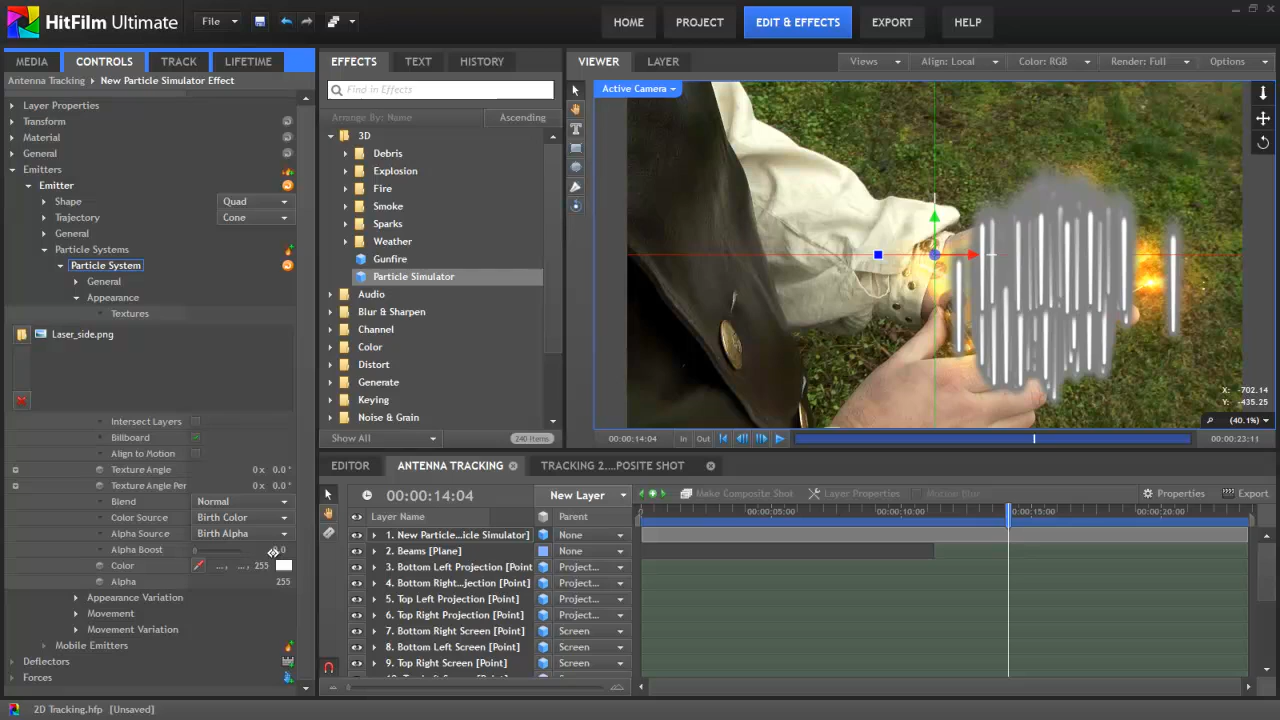 HitFilm Ultimate
File
HOME
PROJECT
EDIT & EFFECTS
EXPORT
HELP
MEDIA
CONTROLS
TRACK
LIFETIME
Antenna Tracking > New Particle Simulator Effect
Layer Properties
Transform
Material
General
Emitters
Emitter
Shape Quad
Trajectory Cone
General
Particle Systems
Particle System
General
Appearance
Textures
Laser_side.png
Intersect Layers
Billboard
Align to Motion
Texture Angle 0 x 0.0 °
Texture Angle Per 0 x 0.0 °
Blend Normal
Color Source Birth Color
Alpha Source Birth Alpha
Alpha Boost
Color ..., ..., 255
Alpha 255
Appearance Variation
Movement
Movement Variation
Mobile Emitters
Deflectors
Forces
EFFECTS
TEXT
HISTORY
Find in Effects
Arrange By: Name
Ascending
3D
Debris
Explosion
Fire
Smoke
Sparks
Weather
Gunfire
Particle Simulator
Audio
Blur & Sharpen
Channel
Color
Distort
Generate
Keying
Noise & Grain
Show All
240 Items
VIEWER
LAYER
Views
Align: Local
Color: RGB
Render: Full
Options
Active Camera
X: -702.14
Y: -435.25
(40.1%)
00:00:14:04
In
Out
00:00:23:11
EDITOR
ANTENNA TRACKING
TRACKING 2....POSITE SHOT
00:00:14:04
New Layer
Make Composite Shot
Layer Properties
Motion Blur
Properties
Export
Layer Name
Parent
00:00:05:00
00:00:10:00
0:00:15:00
00:00:20:00
1. New Particle...icle Simulator] None
2. Beams [Plane] None
3. Bottom Left Projection [Point Project...
4. Bottom Right...jection [Point] Project...
5. Top Left Projection [Point] Project...
6. Top Right Projection [Point] Project...
7. Bottom Right Screen [Point] Screen
8. Bottom Left Screen [Point] Screen
9. Top Right Screen [Point] Screen
2D Tracking.hfp [Unsaved]